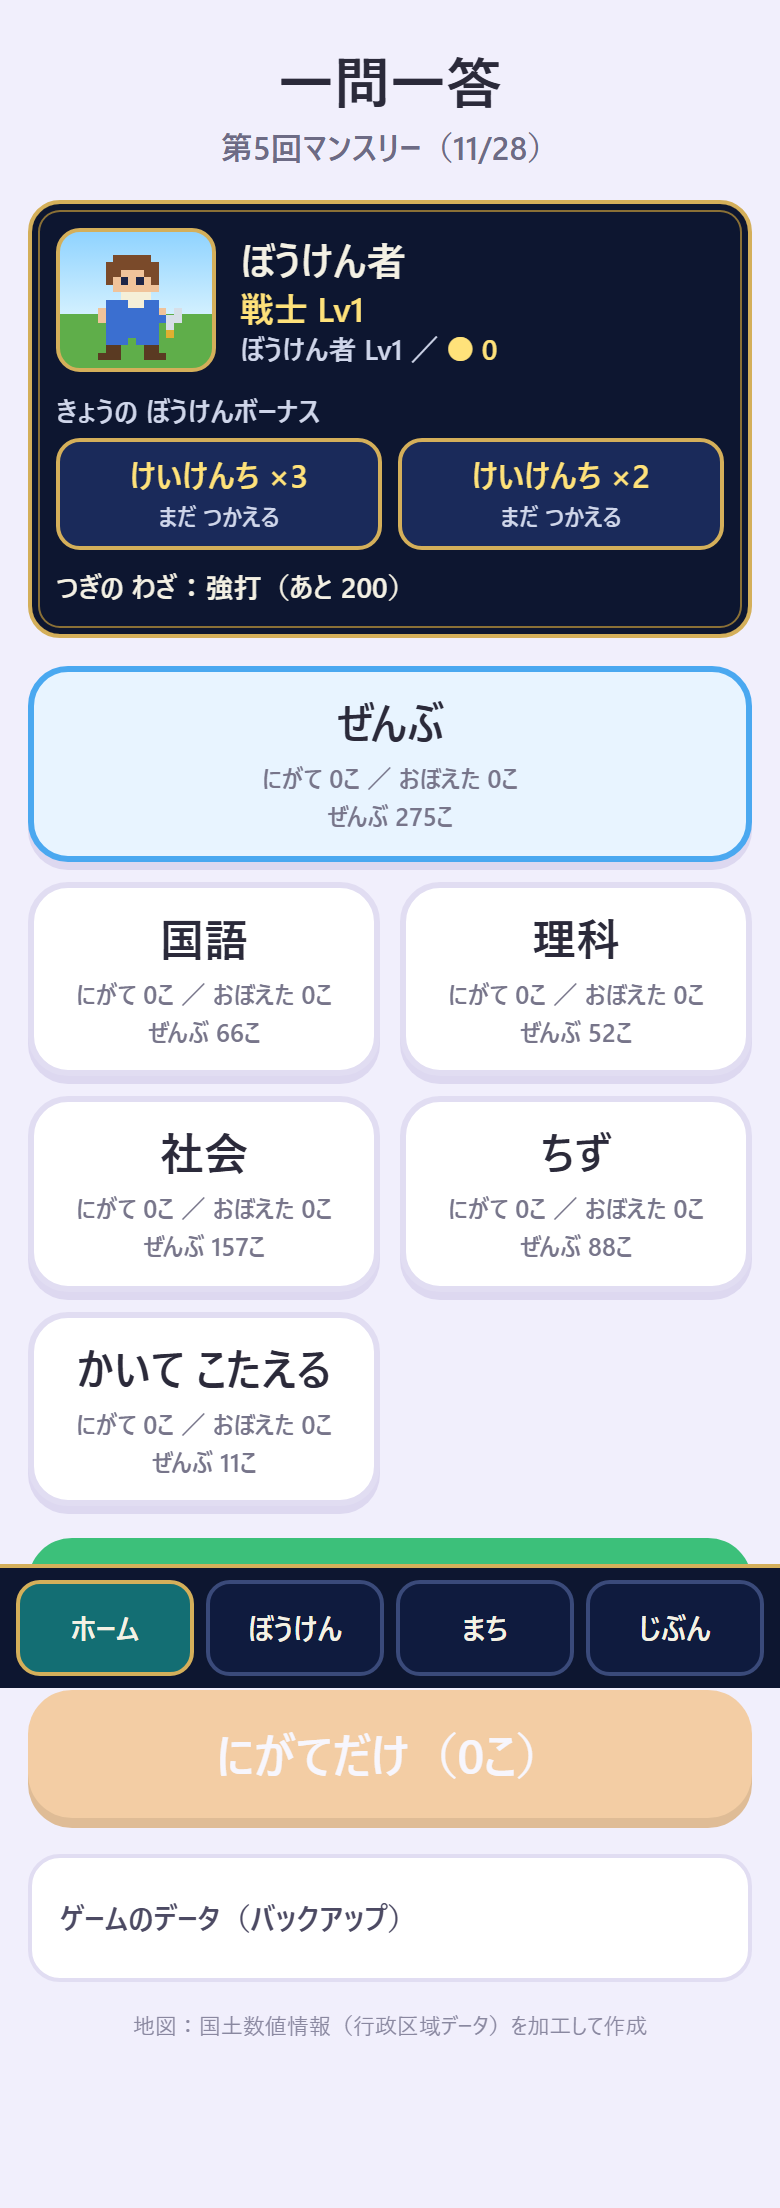 一問一答
第5回マンスリー（11/28）
ぼうけん者
戦士 Lv1
ぼうけん者 Lv1 ／ 0
きょうの ぼうけんボーナス
けいけんち ×3
まだ つかえる
けいけんち ×2
まだ つかえる
つぎの わざ：強打（あと 200）
ぜんぶ
にがて 0こ ／ おぼえた 0こ
ぜんぶ 275こ
国語
にがて 0こ ／ おぼえた 0こ
ぜんぶ 66こ
理科
にがて 0こ ／ おぼえた 0こ
ぜんぶ 52こ
社会
にがて 0こ ／ おぼえた 0こ
ぜんぶ 157こ
ちず
にがて 0こ ／ おぼえた 0こ
ぜんぶ 88こ
かいて こたえる
にがて 0こ ／ おぼえた 0こ
ぜんぶ 11こ
ホーム
ぼうけん
まち
じぶん
にがてだけ（0こ）
ゲームのデータ（バックアップ）
地図：国土数値情報（行政区域データ）を加工して作成